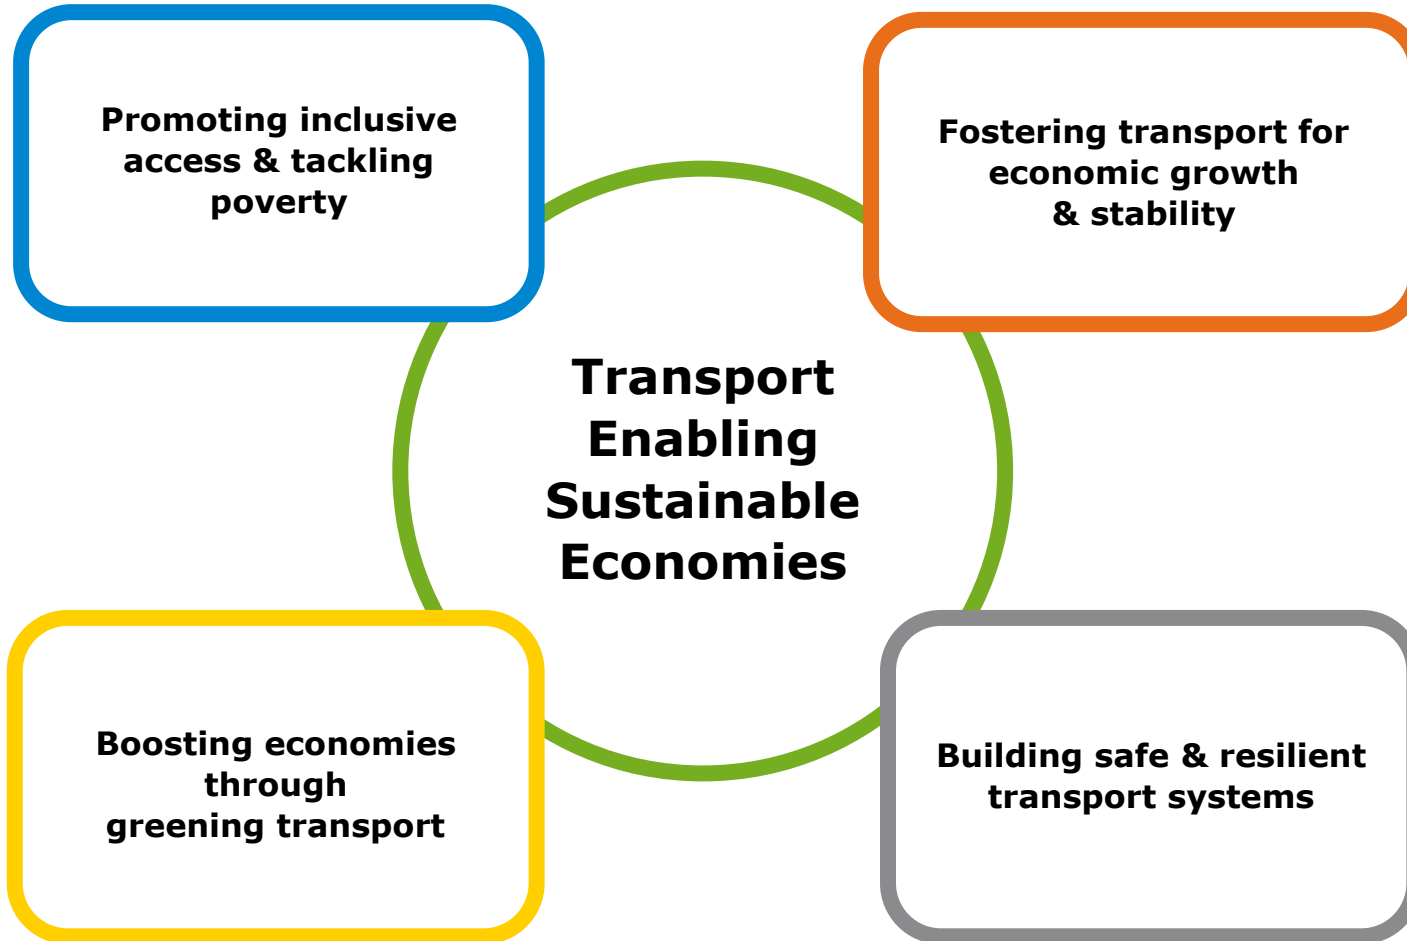 Promoting inclusive
access & tackling
poverty
Fostering transport for
economic growth
& stability
Transport
Enabling
Sustainable
Economies
Boosting economies
through
greening transport
Building safe & resilient
transport systems